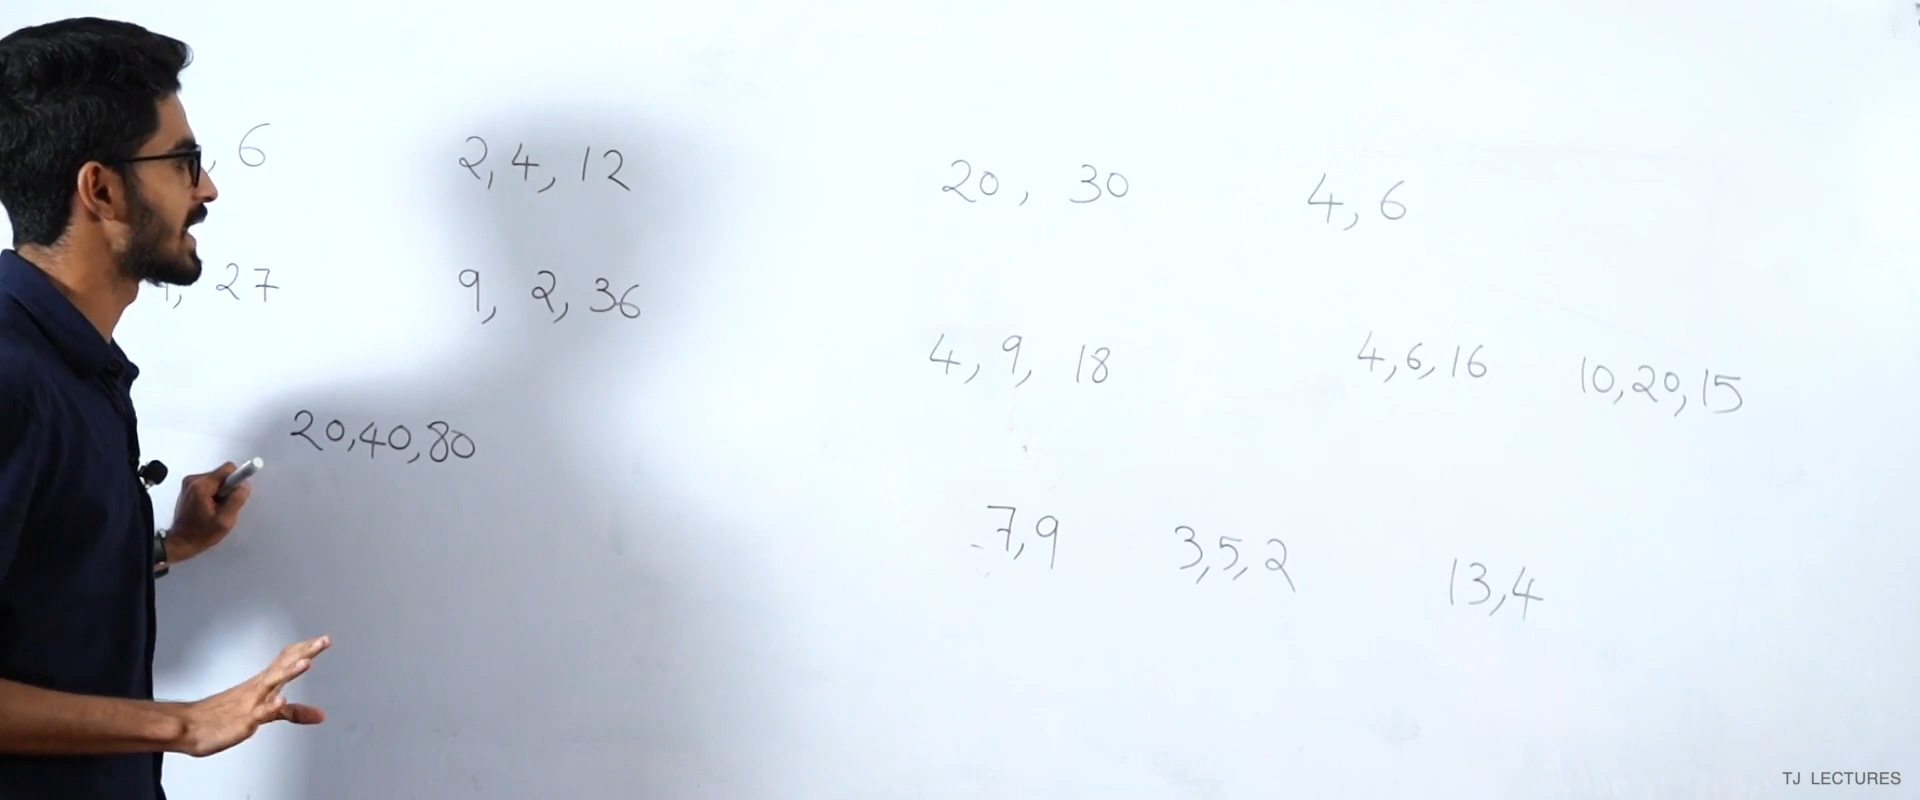 , 6
2, 4, 12
20, 30
4, 6
, 27
9, 2, 36
4, 9, 18
4, 6, 16
10, 20, 15
20, 40, 80
7, 9
3, 5, 2
13, 4
TJ LECTURES